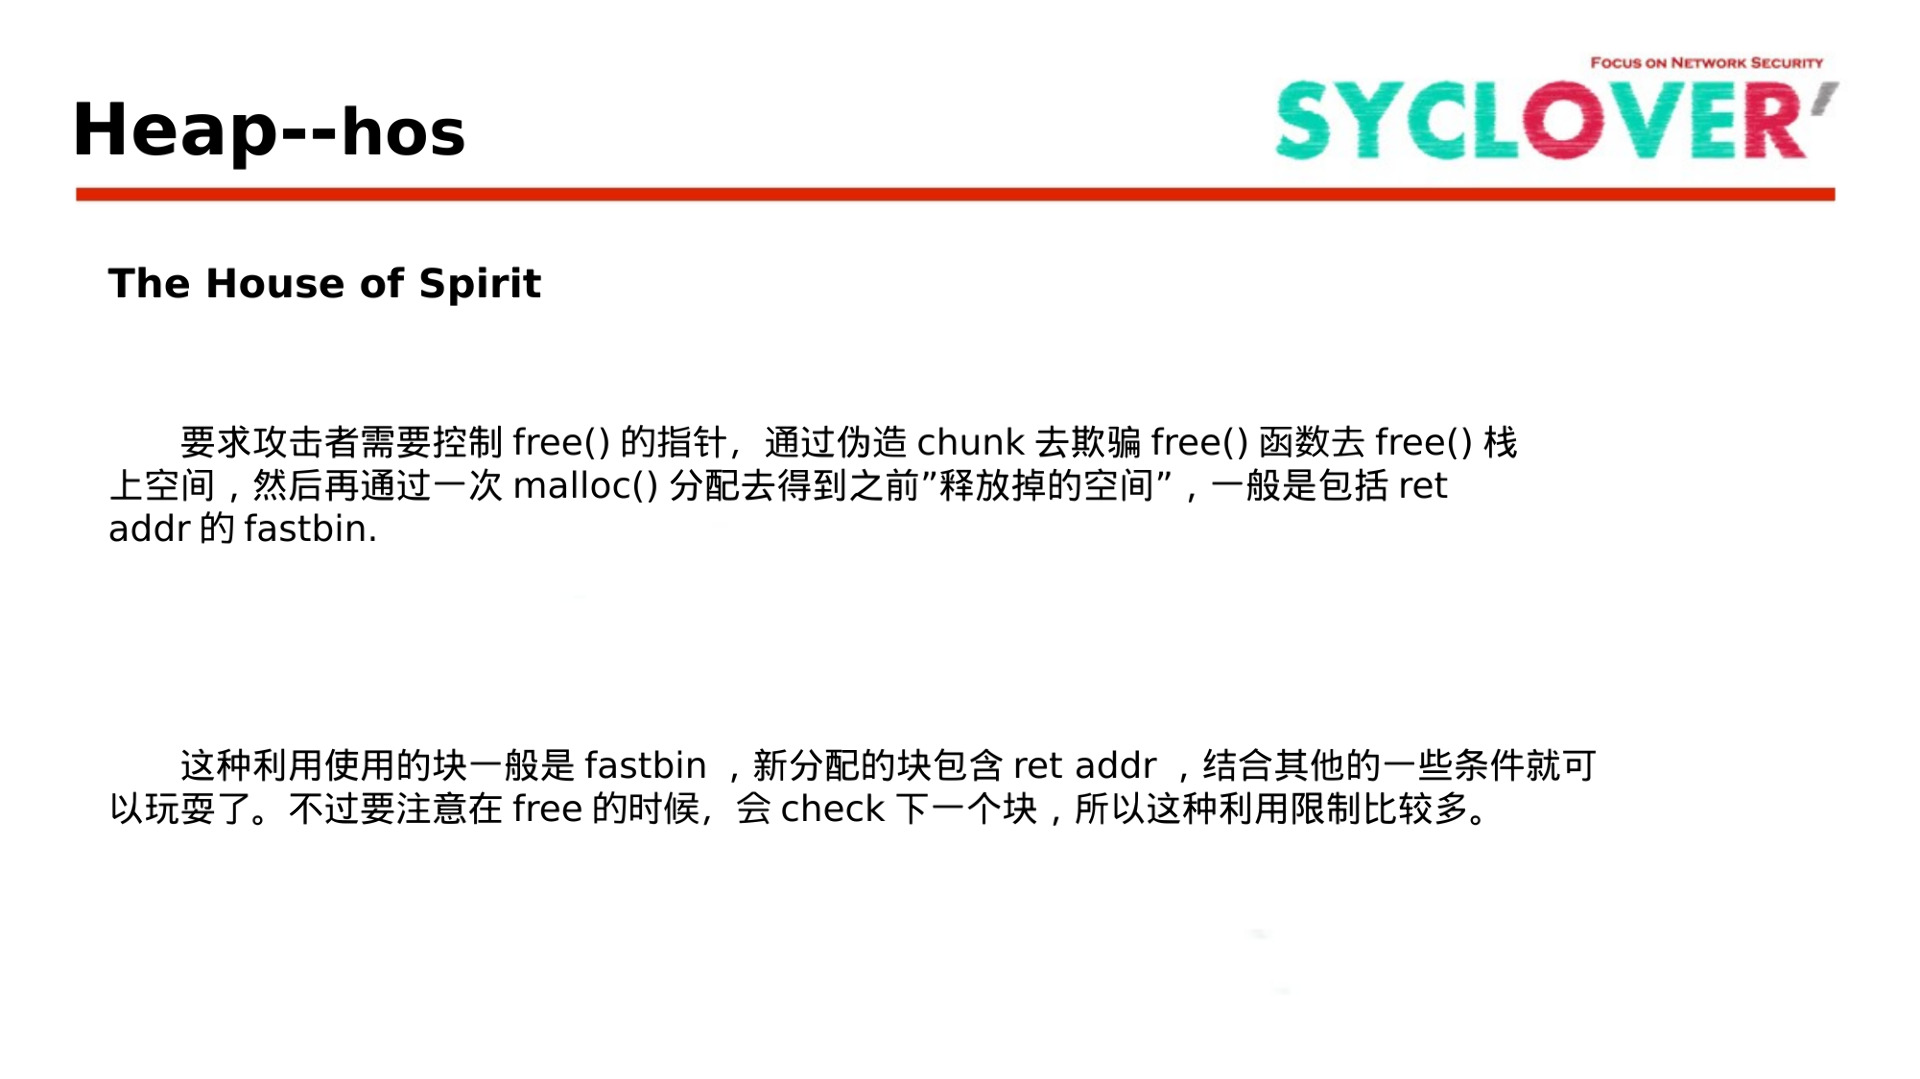 FOCUS ON NETWORK SECURITY
SYCLOVER'
Heap--hos
The House of Spirit
要求攻击者需要控制 free() 的指针，通过伪造 chunk 去欺骗 free() 函数去 free() 栈
上空间，然后再通过一次 malloc() 分配去得到之前”释放掉的空间”，一般是包括 ret
addr 的 fastbin.
这种利用使用的块一般是 fastbin ，新分配的块包含 ret addr ，结合其他的一些条件就可
以玩耍了。不过要注意在 free 的时候，会 check 下一个块，所以这种利用限制比较多。